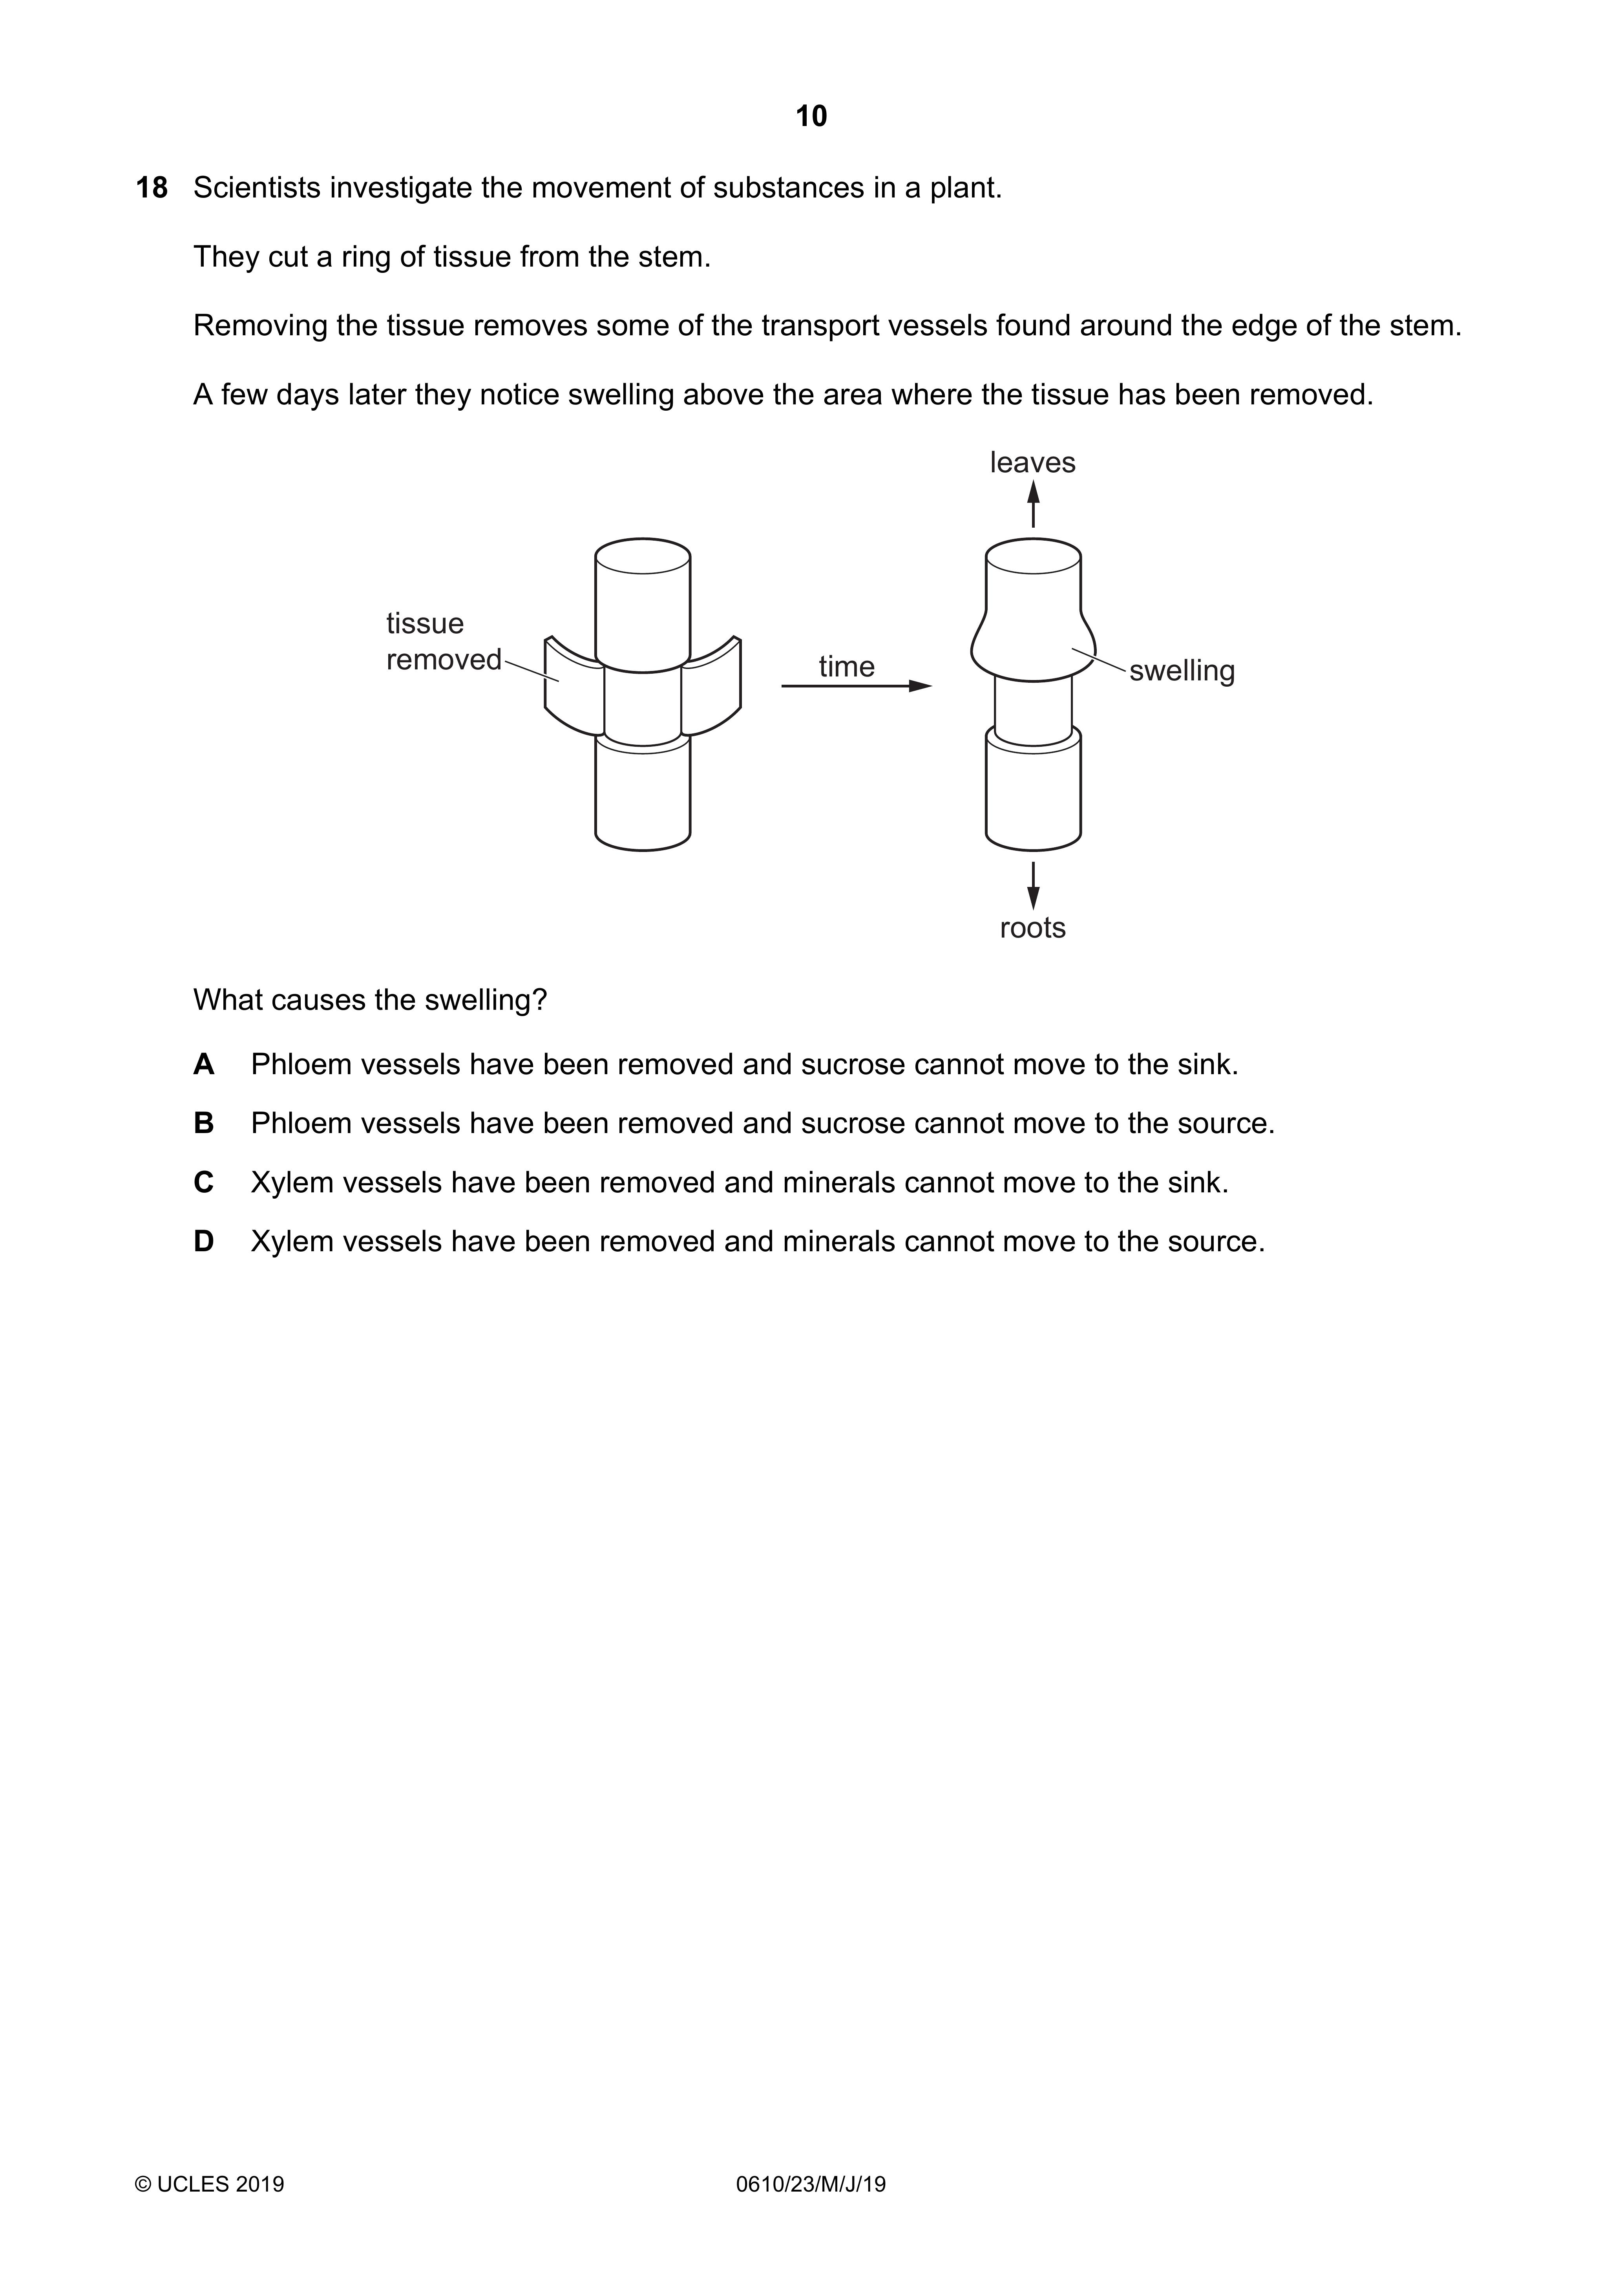 10
18 Scientists investigate the movement of substances in a plant.
They cut a ring of tissue from the stem.
Removing the tissue removes some of the transport vessels found around the edge of the stem.
A few days later they notice swelling above the area where the tissue has been removed.
leaves
tissue
removed
time
swelling
roots
What causes the swelling?
A Phloem vessels have been removed and sucrose cannot move to the sink.
B Phloem vessels have been removed and sucrose cannot move to the source.
C Xylem vessels have been removed and minerals cannot move to the sink.
D Xylem vessels have been removed and minerals cannot move to the source.
© UCLES 2019 0610/23/M/J/19